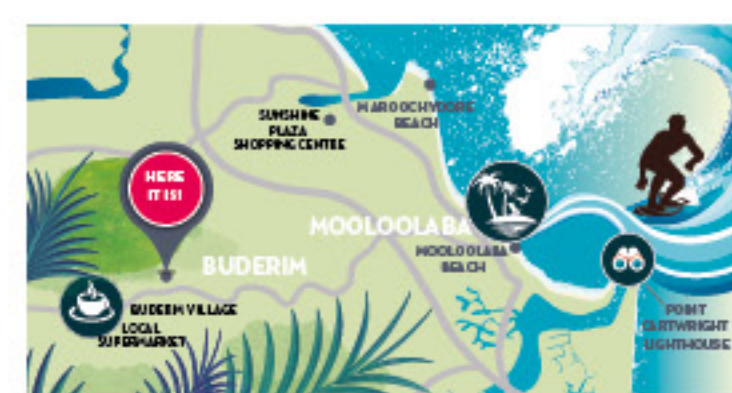 SUNSHINE
PLAZA
SHOPPING CENTRE
MAROOCHYDORE
BEACH
HERE
IT IS!
MOOLOOLABA
MOOLOOLABA
BEACH
BUDERIM
BUDERIM VILLAGE
LOCAL
SUPERMARKET
POINT
CARTWRIGHT
LIGHTHOUSE